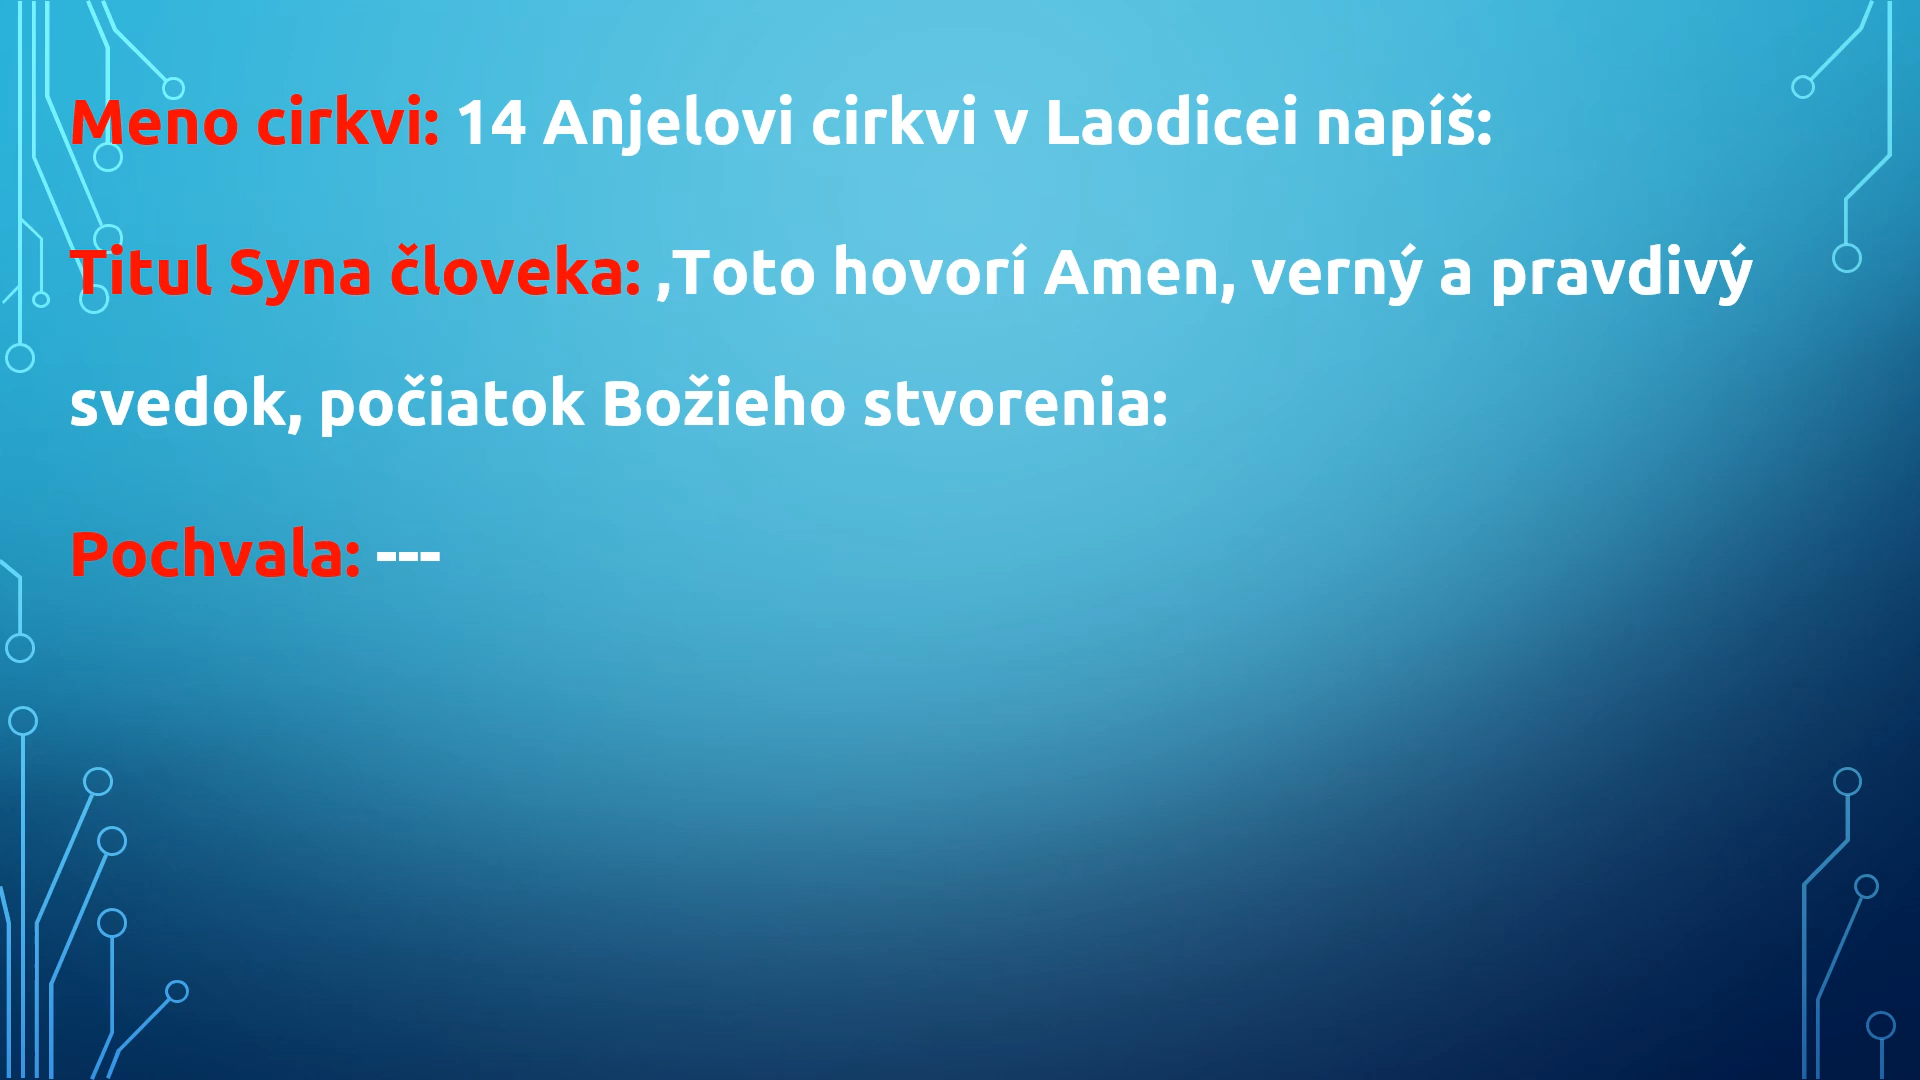 Meno cirkvi: 14 Anjelovi cirkvi v Laodicei napíš:
Titul Syna človeka: ‚Toto hovorí Amen, verný a pravdivý
svedok, počiatok Božieho stvorenia:
Pochvala: ---